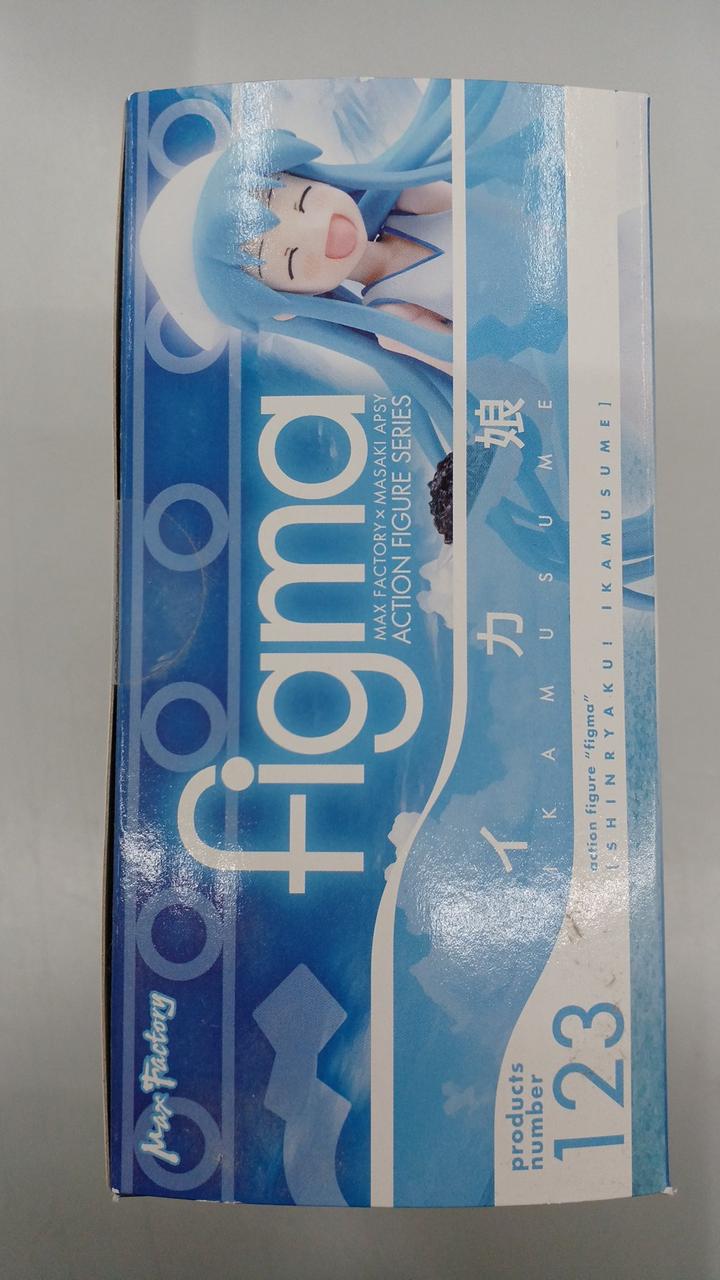 Max Factory
figma
MAX FACTORY × MASAKI APSY
ACTION FIGURE SERIES
イカ娘
IKAMUSUME
action figure "figma"
[SHINRYAKU! IKAMUSUME]
products
number
123